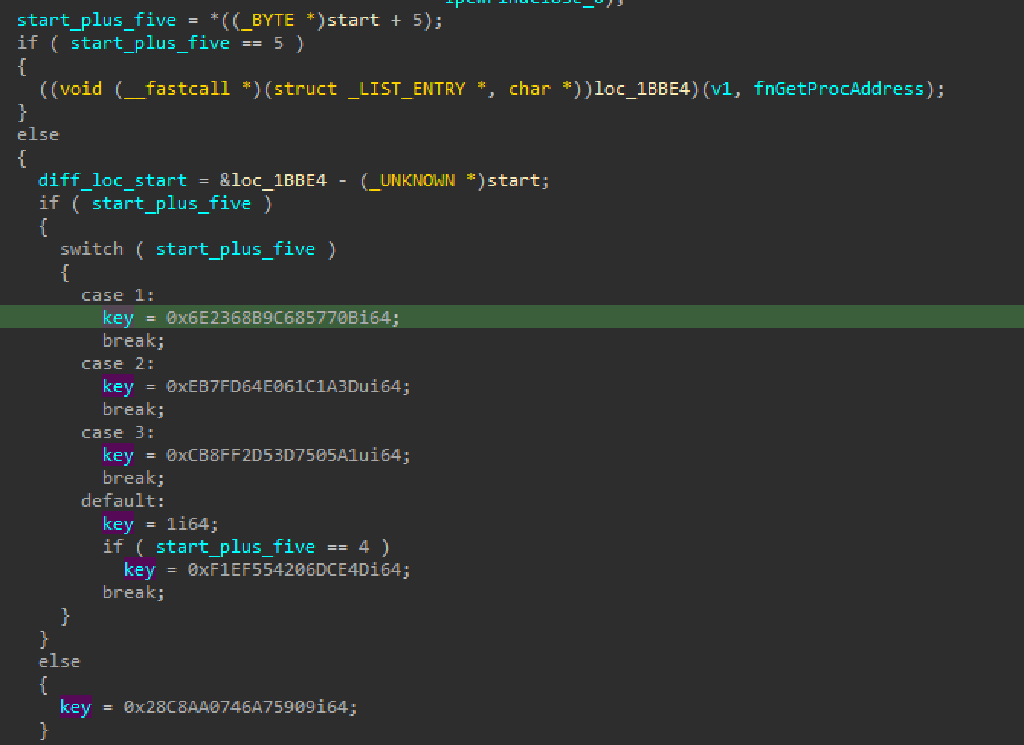 start_plus_five = *((_BYTE *)start + 5);
if ( start_plus_five == 5 )
{
((void (__fastcall *)(struct _LIST_ENTRY *, char *))loc_1BBE4)(v1, fnGetProcAddress);
}
else
{
diff_loc_start = &loc_1BBE4 - (_UNKNOWN *)start;
if ( start_plus_five )
{
switch ( start_plus_five )
{
case 1:
key = 0x6E2368B9C685770Bi64;
break;
case 2:
key = 0xEB7FD64E061C1A3Dui64;
break;
case 3:
key = 0xCB8FF2D53D7505A1ui64;
break;
default:
key = 1i64;
if ( start_plus_five == 4 )
key = 0xF1EF554206DCE4Di64;
break;
}
}
else
{
key = 0x28C8AA0746A75909i64;
}